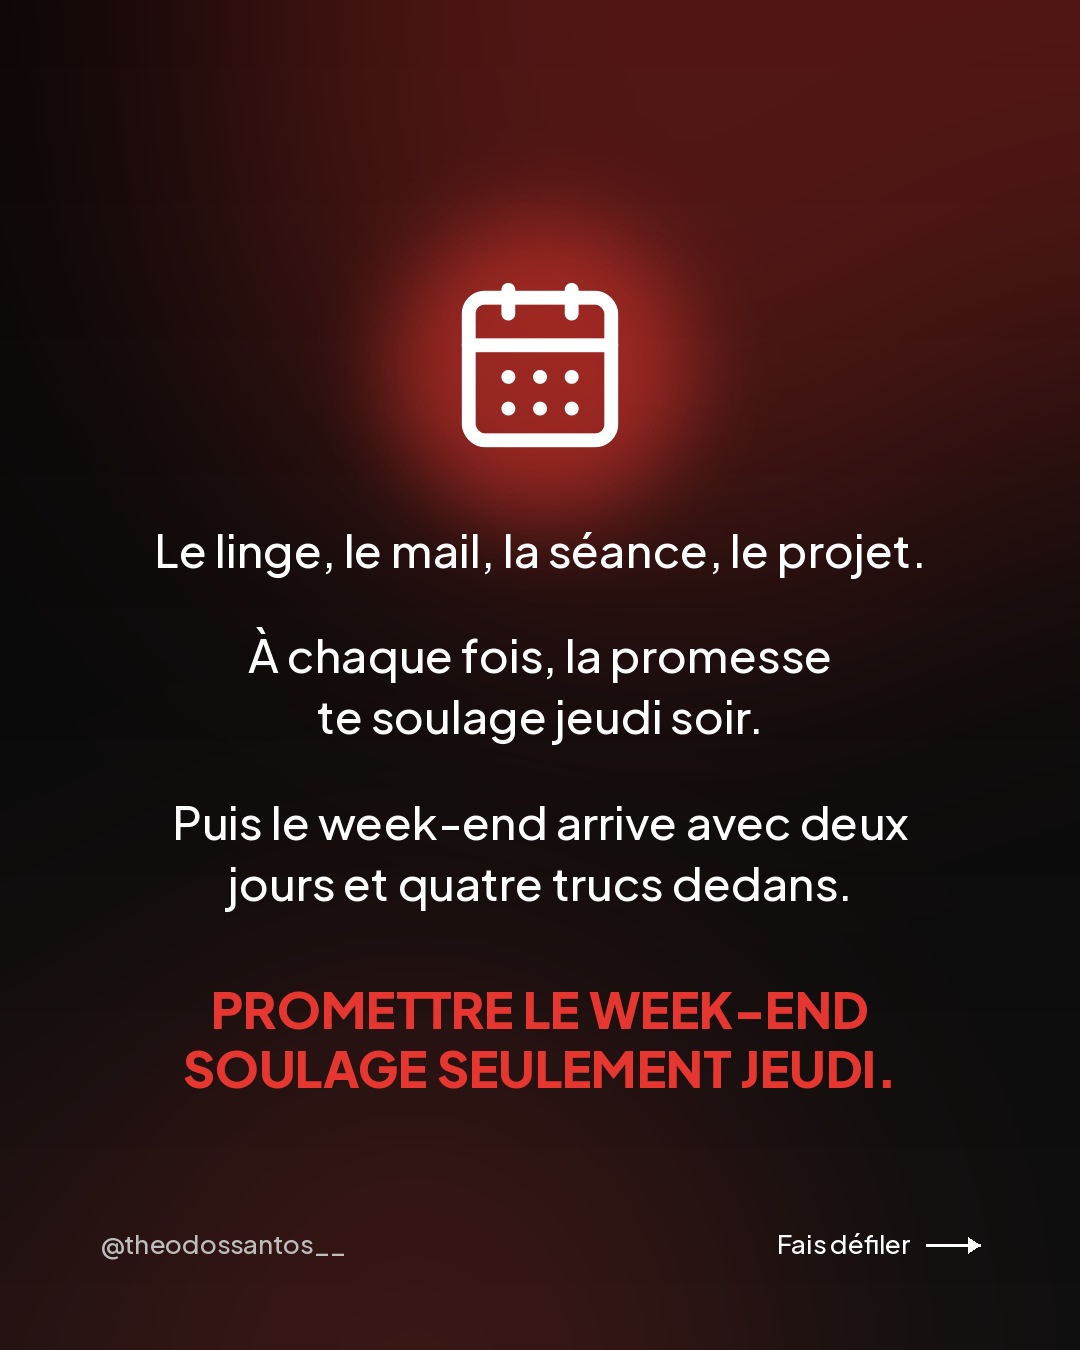 Le linge, le mail, la séance, le projet.
À chaque fois, la promesse
te soulage jeudi soir.
Puis le week-end arrive avec deux
jours et quatre trucs dedans.
PROMETTRE LE WEEK-END
SOULAGE SEULEMENT JEUDI.
@theodossantos__
Fais défiler